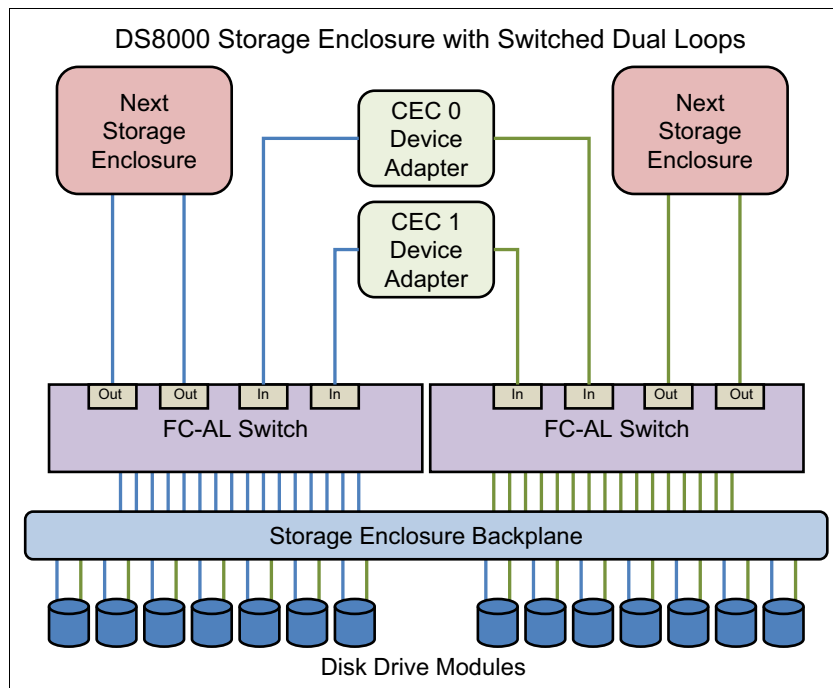 DS8000 Storage Enclosure with Switched Dual Loops
Next
Storage
Enclosure
CEC 0
Device
Adapter
Next
Storage
Enclosure
CEC 1
Device
Adapter
Out
Out
In
In
FC-AL Switch
In
In
Out
Out
FC-AL Switch
Storage Enclosure Backplane
Disk Drive Modules